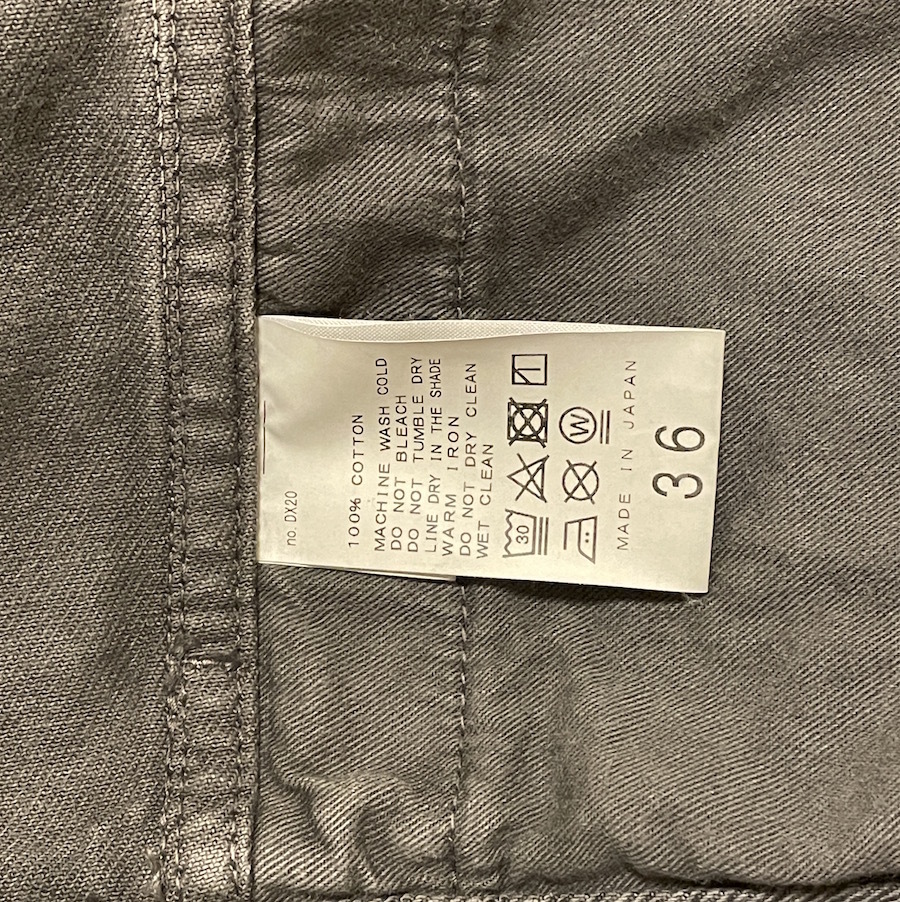 no. DX20
100% COTTON
MACHINE WASH COLD
DO NOT BLEACH
DO NOT TUMBLE DRY
LINE DRY IN THE SHADE
WARM IRON
DO NOT DRY CLEAN
WET CLEAN
30
W
MADE IN JAPAN
36